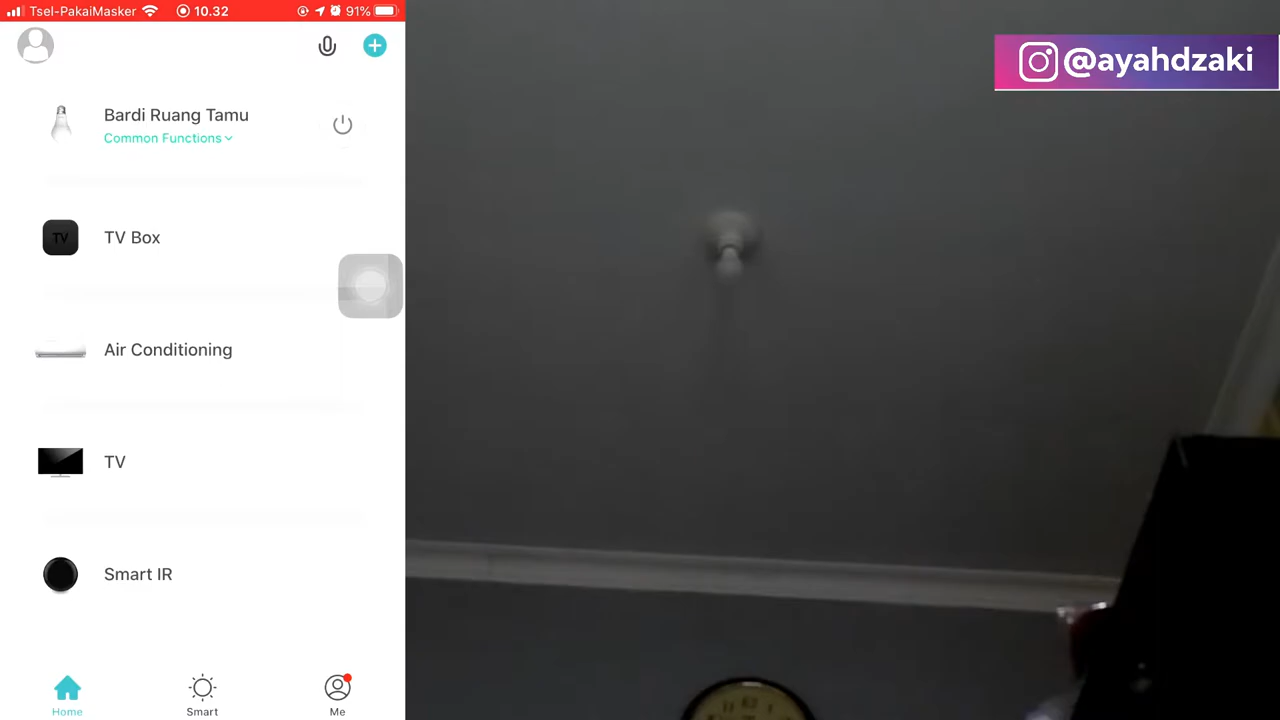 Tsel-PakaiMasker 10.32 91%
@ayahdzaki
Bardi Ruang Tamu
Common Functions
TV
TV Box
Air Conditioning
TV
Smart IR
Home Smart Me